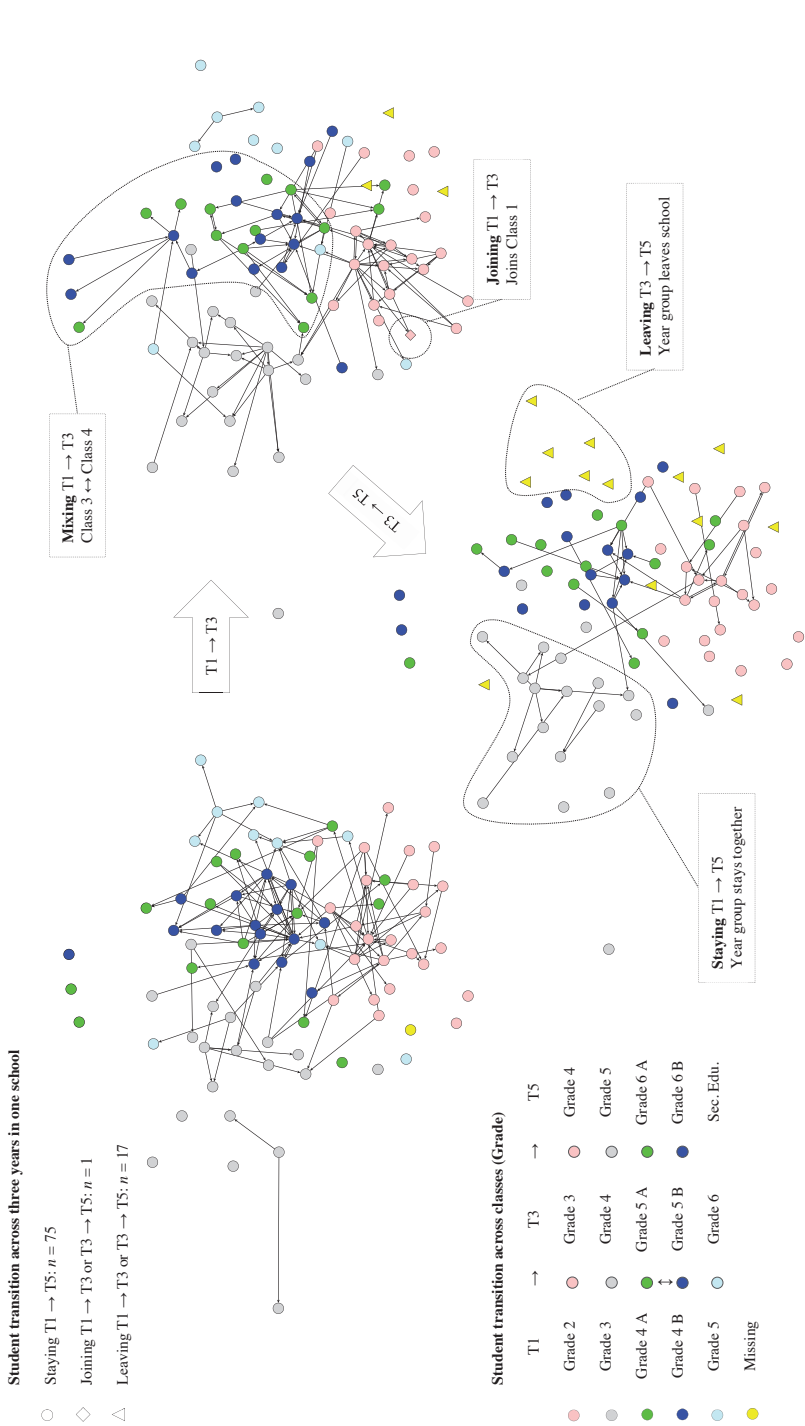 Student transition across three years in one school
Staying T1 → T5: n = 75
Joining T1 → T3 or T3 → T5: n = 1
Leaving T1 → T3 or T3 → T5: n = 17
Mixing T1 → T3
Class 3 ↔ Class 4
T1 → T3
T3 → T5
Joining T1 → T3
Joins Class 1
Leaving T3 → T5
Year group leaves school
Staying T1 → T5
Year group stays together
Student transition across classes (Grade)
T1 → T3 → T5
Grade 2 Grade 3 Grade 4
Grade 3 Grade 4 Grade 5
Grade 4 A Grade 5 A Grade 6 A
↔
Grade 4 B Grade 5 B Grade 6 B
Grade 5 Grade 6 Sec. Edu.
Missing